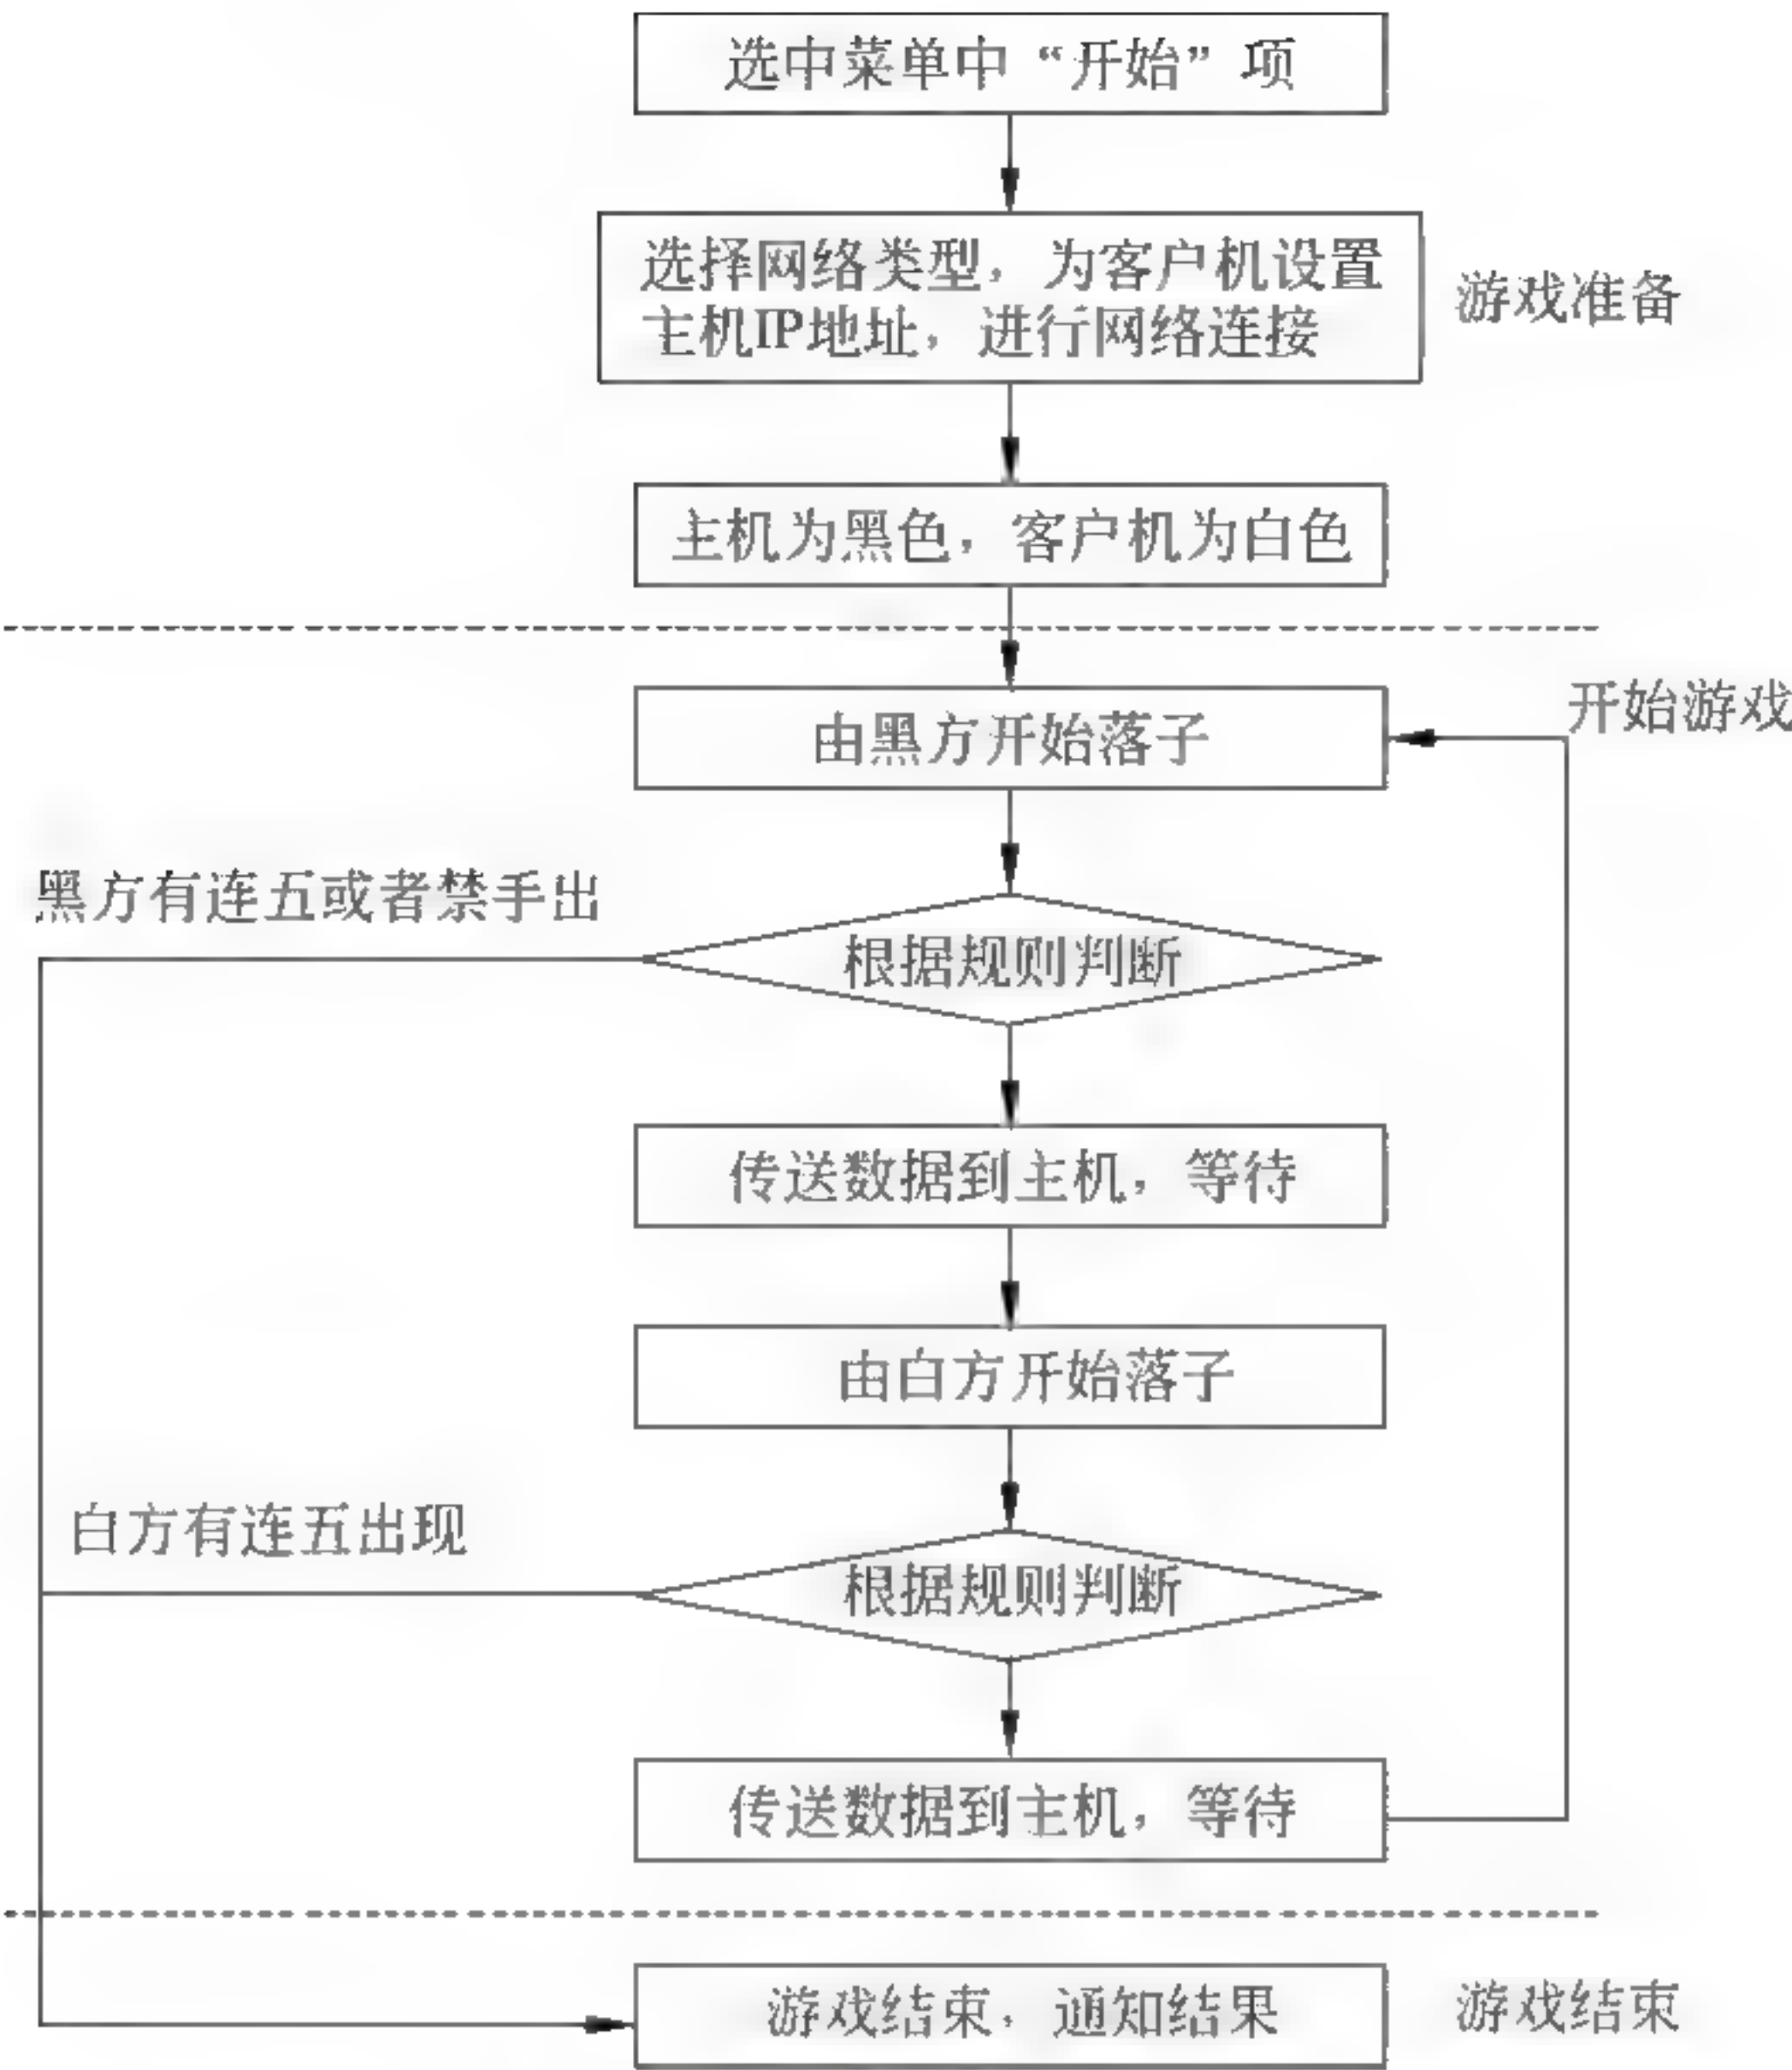 选中菜单中“开始”项
选择网络类型，为客户机设置
主机IP地址，进行网络连接
游戏准备
主机为黑色，客户机为白色
开始游戏
由黑方开始落子
黑方有连五或者禁手出
根据规则判断
传送数据到主机，等待
由白方开始落子
白方有连五出现
根据规则判断
传送数据到主机，等待
游戏结束，通知结果
游戏结束